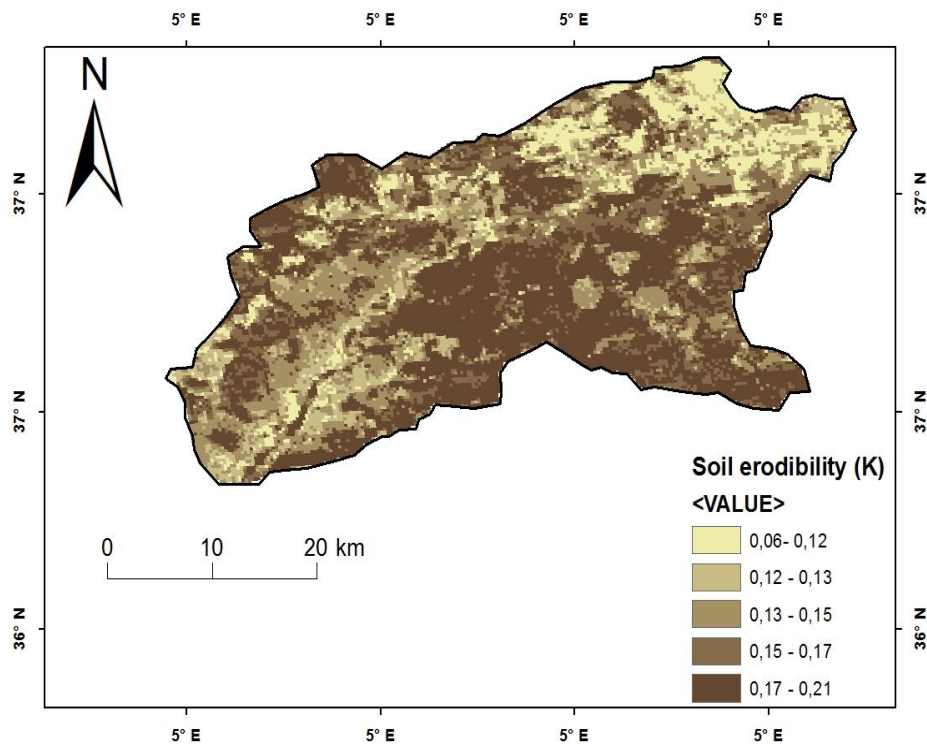 5° E 5° E 5° E 5° E
N
37° N 37° N
37° N 37° N
Soil erodibility (K)
<VALUE>
0,06- 0,12
0 10 20 km
0,12 - 0,13
0,13 - 0,15
36° N 36° N
0,15 - 0,17
0,17 - 0,21
5° E 5° E 5° E 5° E